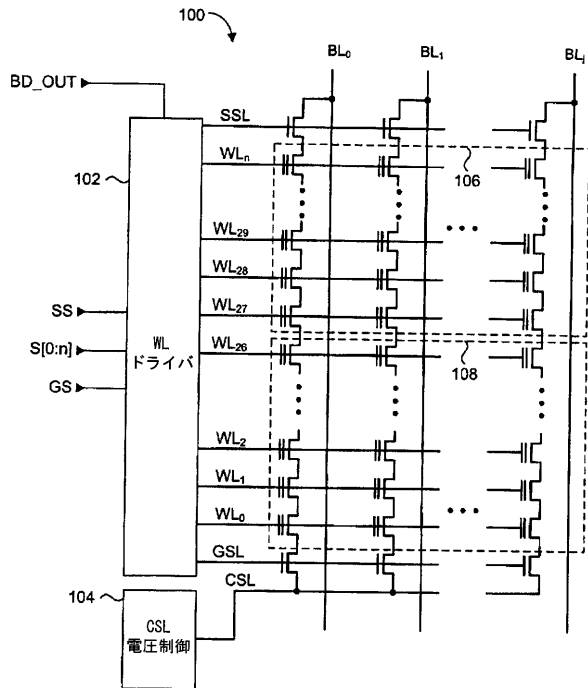 100
BL₀ BL₁ BLⱼ
BD_OUT
SSL
102
106
WLₙ
WL₂₉
WL₂₈
SS
WL₂₇
S[0:n]
WL
ドライバ
WL₂₆
108
GS
WL₂
WL₁
WL₀
GSL
104
CSL
CSL
電圧制御